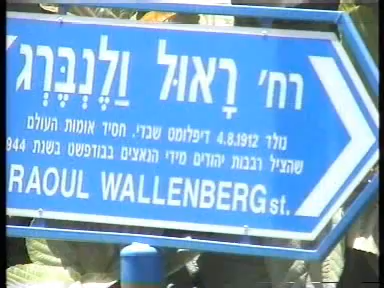 רח' רָאוּל וַלֶנְבֶּרְג
נולד 4.8.1912 דיפלומט שבדי. חסיד אומות העולם
שהציל רבבות יהודים מידי הנאצים בבודפשט בשנת 944
RAOUL WALLENBERG st.